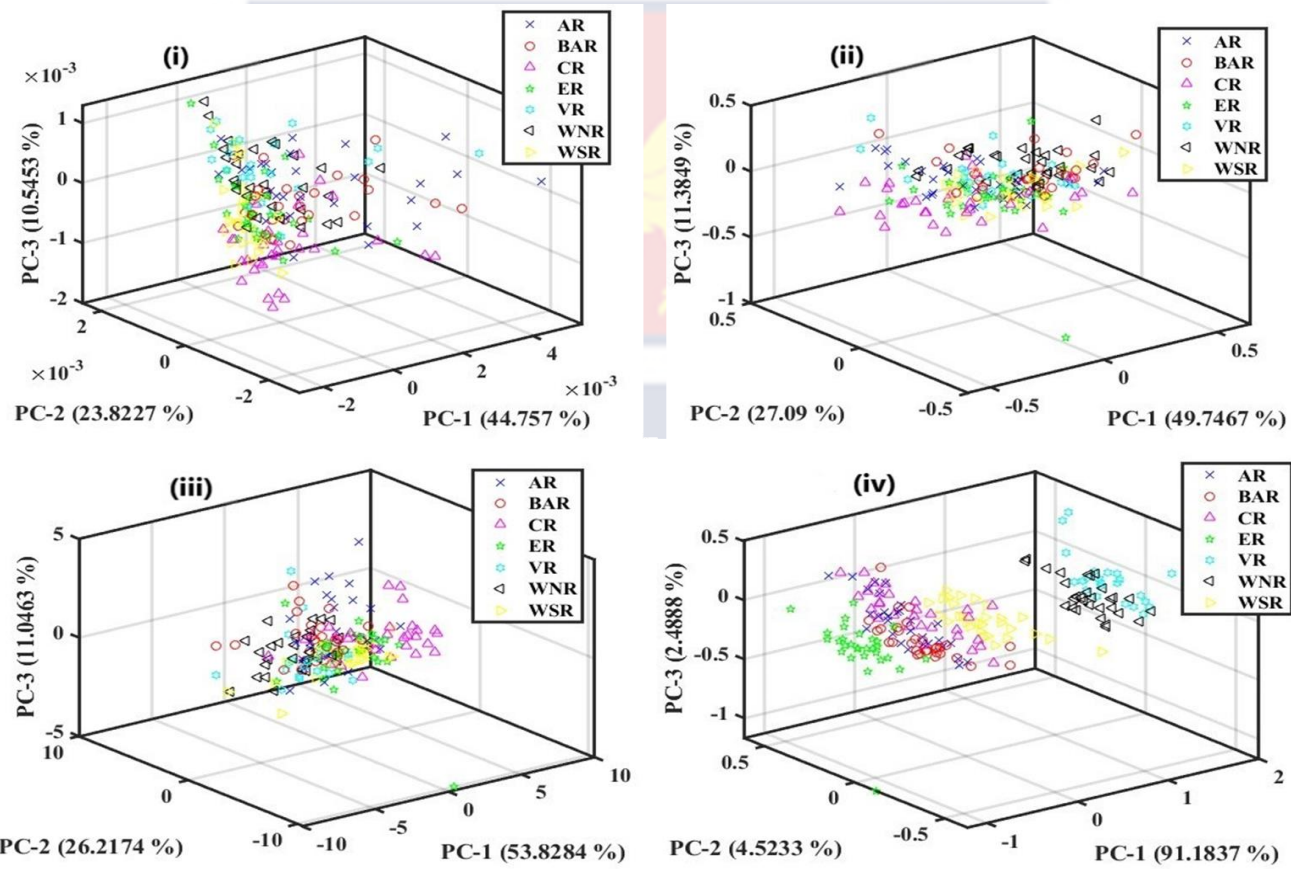 (i)
×10⁻³
1
0
-1
-2
PC-3 (10.5453 %)
2
0
-2
×10⁻³
PC-2 (23.8227 %)
-2
0
2
4
×10⁻³
PC-1 (44.757 %)
AR
BAR
CR
ER
VR
WNR
WSR
(ii)
0.5
0
-0.5
-1
PC-3 (11.3849 %)
0.5
0
-0.5
PC-2 (27.09 %)
-0.5
0
0.5
PC-1 (49.7467 %)
AR
BAR
CR
ER
VR
WNR
WSR
(iii)
5
0
-5
PC-3 (11.0463 %)
10
0
-10
PC-2 (26.2174 %)
-10
-5
0
5
10
PC-1 (53.8284 %)
AR
BAR
CR
ER
VR
WNR
WSR
(iv)
0.5
0
-0.5
-1
PC-3 (2.4888 %)
0.5
0
-0.5
PC-2 (4.5233 %)
-1
0
1
2
PC-1 (91.1837 %)
AR
BAR
CR
ER
VR
WNR
WSR